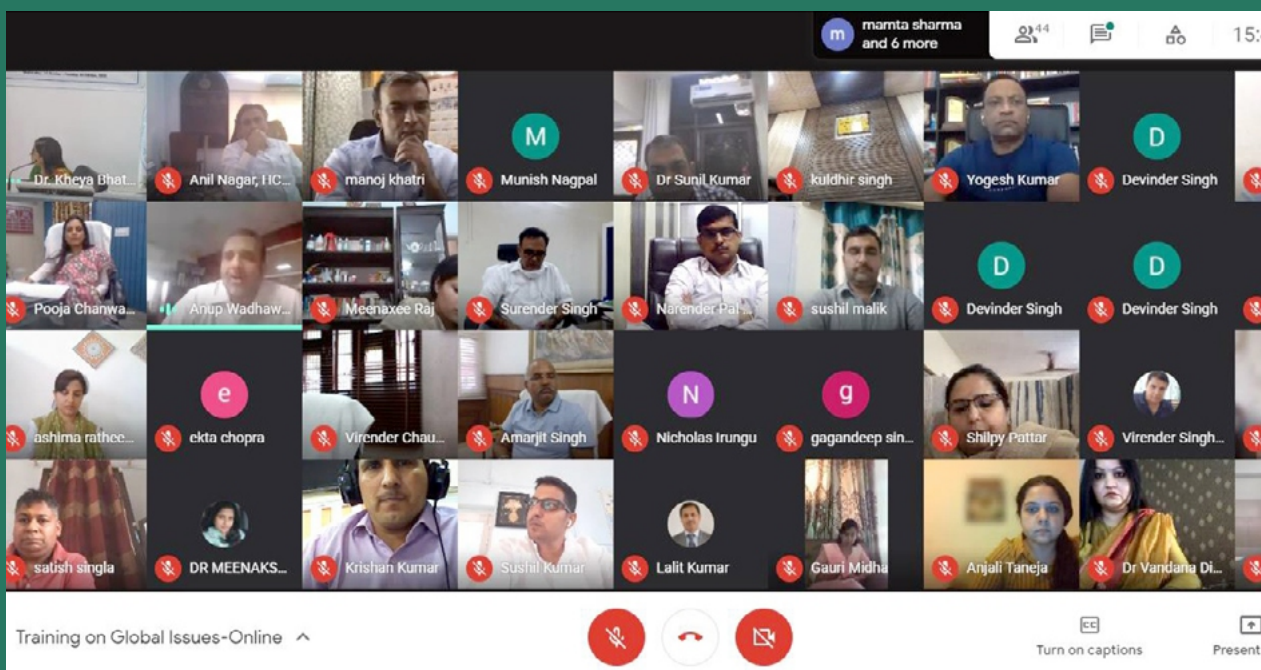 m
mamta sharma
and 6 more
44
15:
Dr. Kheya Bhat...
Anil Nagar, HC...
manoj khatri
M
Munish Nagpal
Dr Sunil Kumar
kuldhir singh
Yogesh Kumar
D
Devinder Singh
Pooja Chanwa...
Anup Wadhaw...
Meenaxee Raj
Surender Singh
Narender Pal ...
sushil malik
D
Devinder Singh
D
Devinder Singh
ashima rathee...
e
ekta chopra
Virender Chau...
Amarjit Singh
N
Nicholas Irungu
g
gagandeep sin...
Shilpy Pattar
Virender Singh...
satish singla
DR MEENAKS...
Krishan Kumar
Sushil Kumar
Lalit Kumar
Gauri Midha
Anjali Taneja
Dr Vandana Di...
Training on Global Issues-Online
CC
Turn on captions
Present